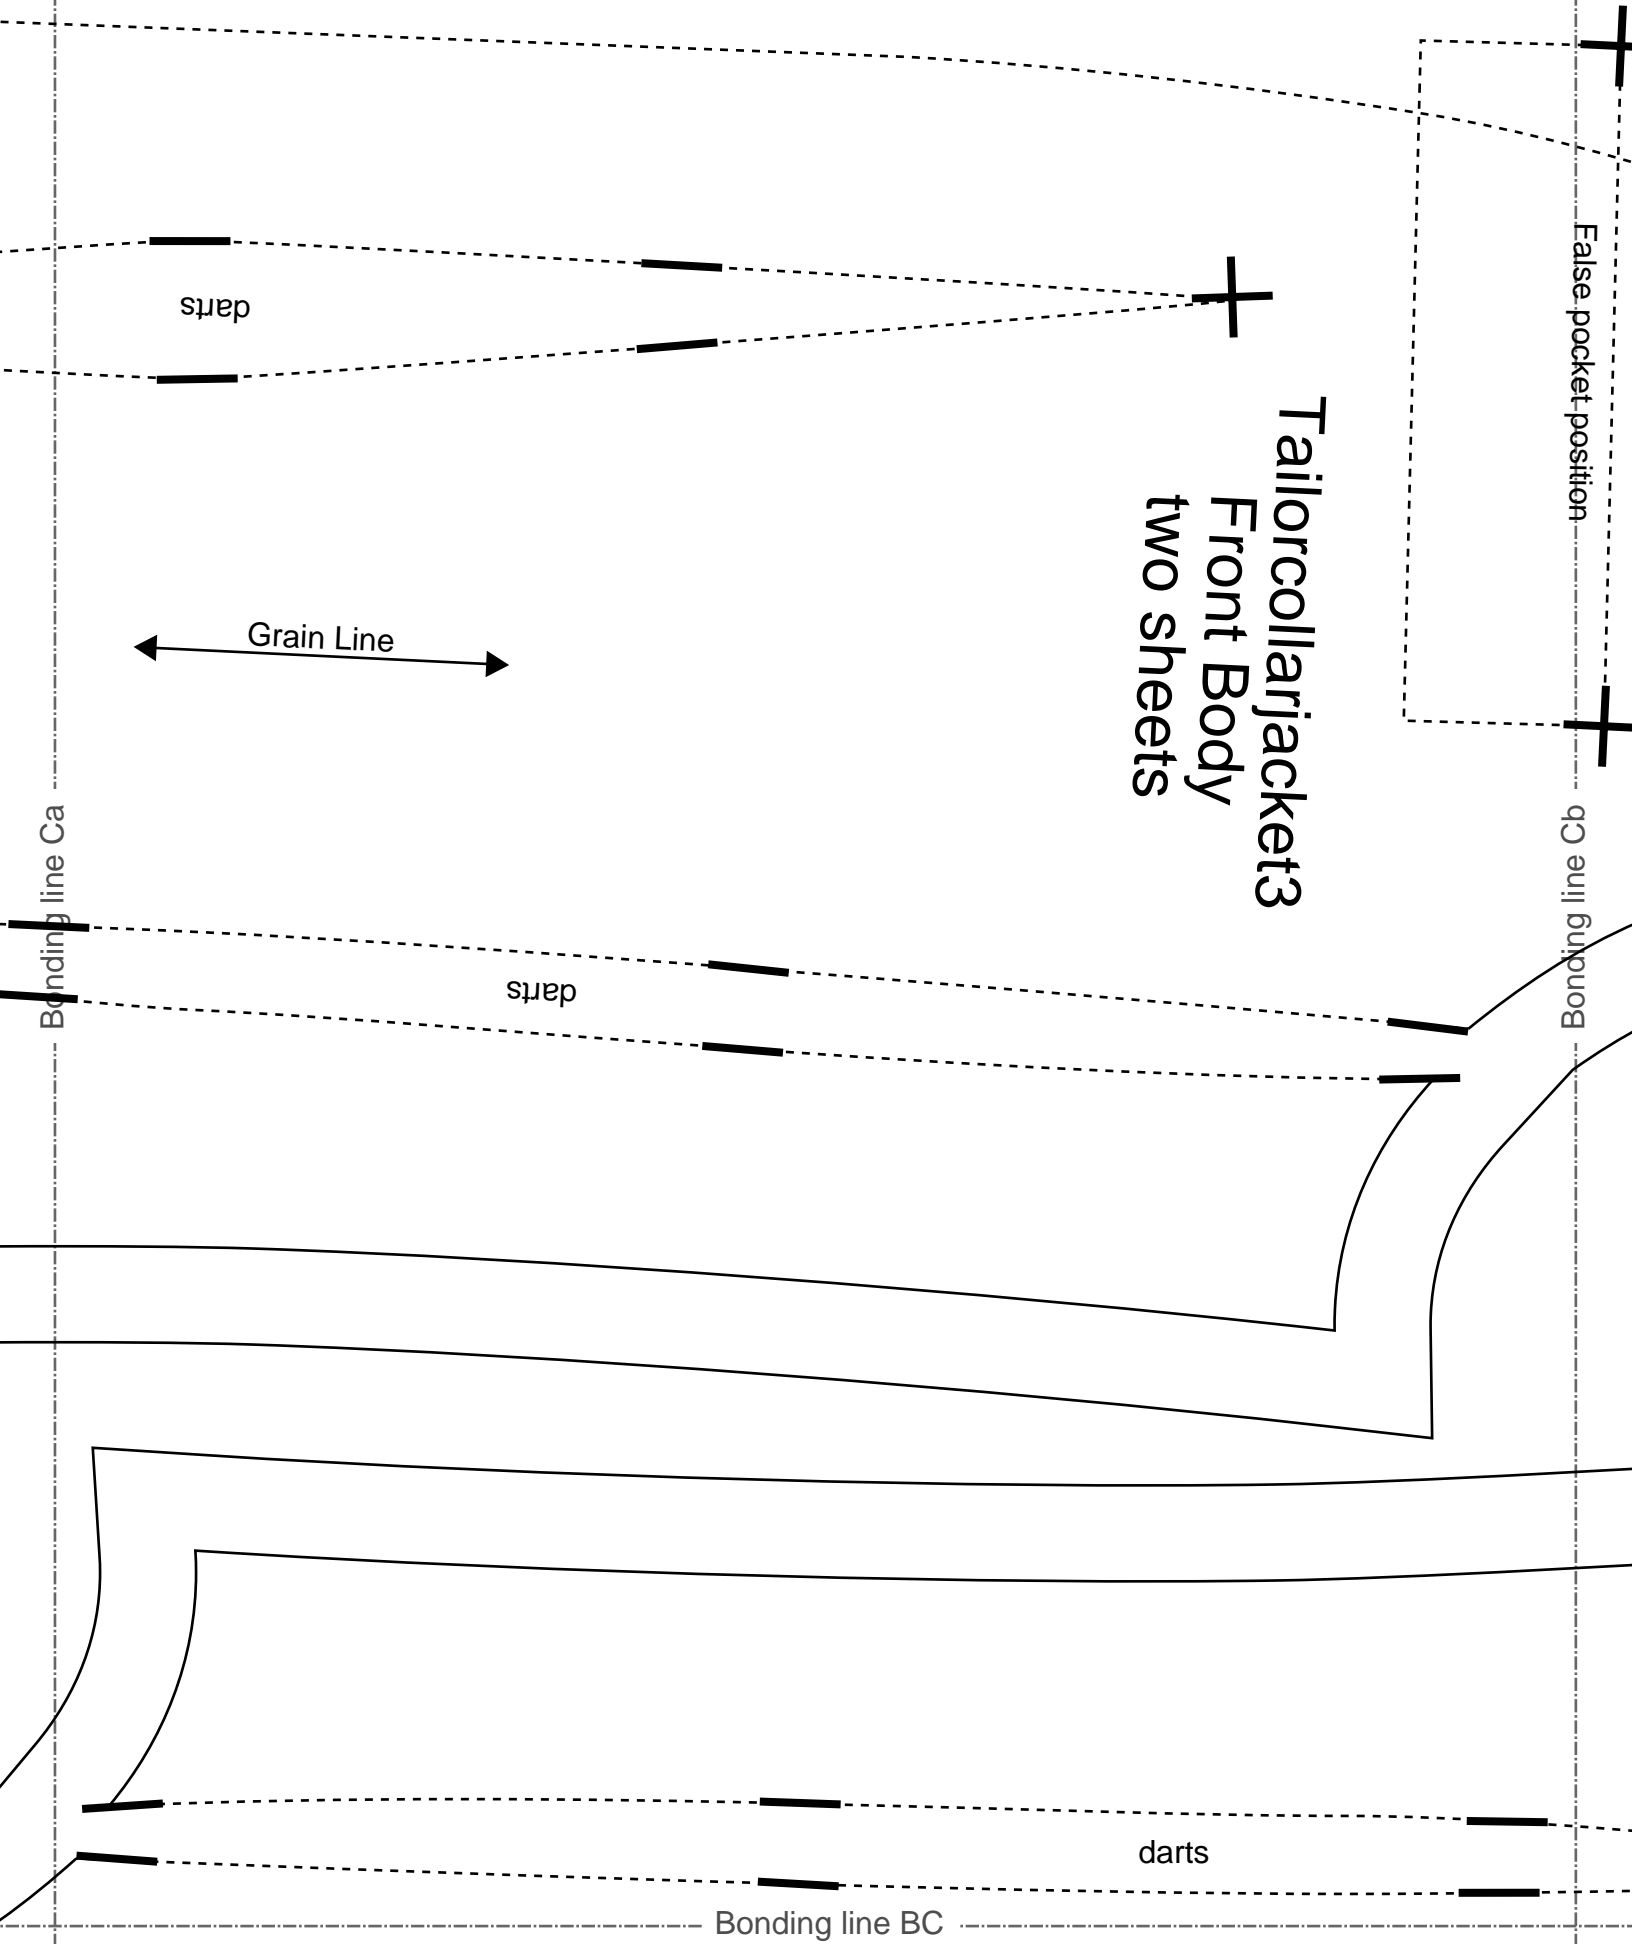 False pocket position
darts
Tailorcollarjacket3
Front Body
two sheets
Grain Line
Bonding line Ca
Bonding line Cb
darts
darts
Bonding line BC